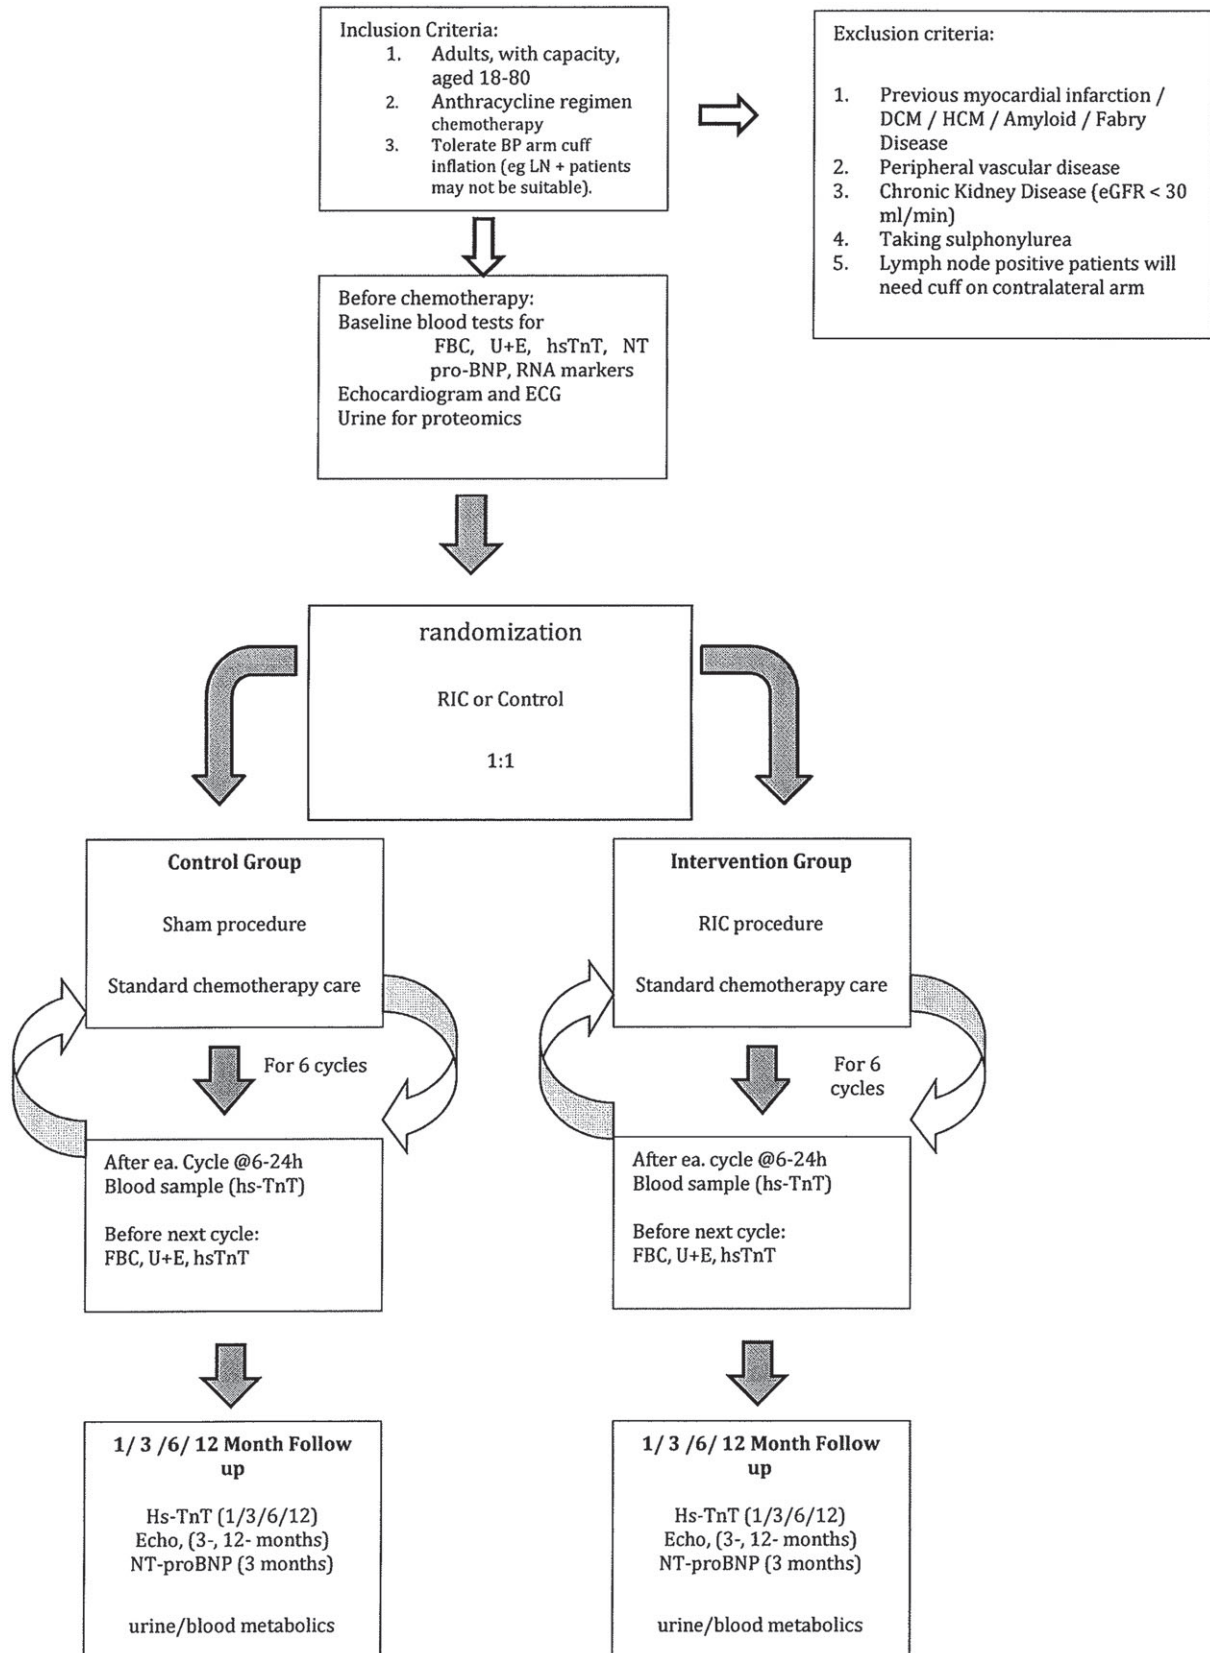 Inclusion Criteria:
1. Adults, with capacity,
aged 18-80
2. Anthracycline regimen
chemotherapy
3. Tolerate BP arm cuff
inflation (eg LN + patients
may not be suitable).
Exclusion criteria:
1. Previous myocardial infarction /
DCM / HCM / Amyloid / Fabry
Disease
2. Peripheral vascular disease
3. Chronic Kidney Disease (eGFR < 30
ml/min)
4. Taking sulphonylurea
5. Lymph node positive patients will
need cuff on contralateral arm
Before chemotherapy:
Baseline blood tests for
FBC, U+E, hsTnT, NT
pro-BNP, RNA markers
Echocardiogram and ECG
Urine for proteomics
randomization
RIC or Control
1:1
Control Group
Sham procedure
Standard chemotherapy care
For 6 cycles
After ea. Cycle @6-24h
Blood sample (hs-TnT)
Before next cycle:
FBC, U+E, hsTnT
1/ 3 /6/ 12 Month Follow
up
Hs-TnT (1/3/6/12)
Echo, (3-, 12- months)
NT-proBNP (3 months)
urine/blood metabolics
Intervention Group
RIC procedure
Standard chemotherapy care
For 6
cycles
After ea. cycle @6-24h
Blood sample (hs-TnT)
Before next cycle:
FBC, U+E, hsTnT
1/ 3 /6/ 12 Month Follow
up
Hs-TnT (1/3/6/12)
Echo, (3-, 12- months)
NT-proBNP (3 months)
urine/blood metabolics